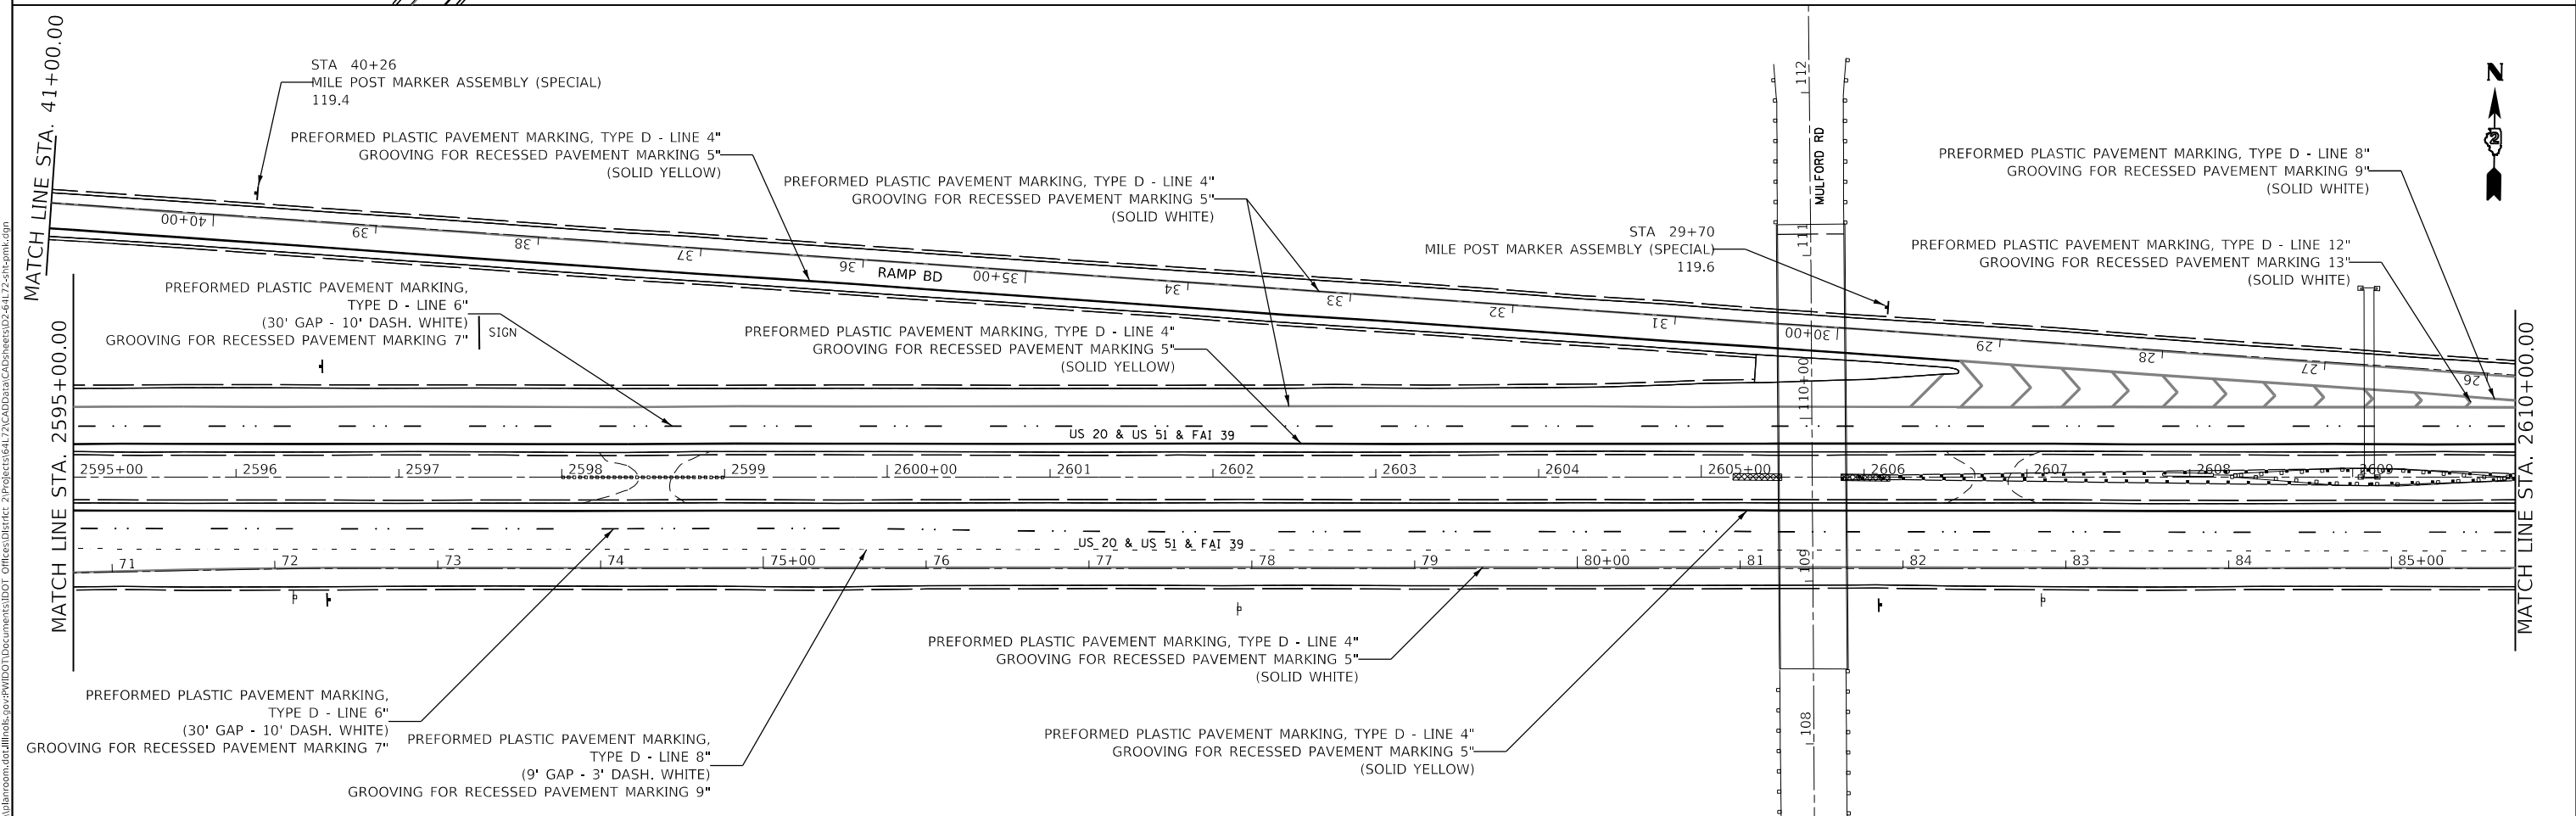 MATCH LINE STA. 41+00.00
STA 40+26
MILE POST MARKER ASSEMBLY (SPECIAL)
119.4
PREFORMED PLASTIC PAVEMENT MARKING, TYPE D - LINE 4"
GROOVING FOR RECESSED PAVEMENT MARKING 5"
(SOLID YELLOW)
PREFORMED PLASTIC PAVEMENT MARKING, TYPE D - LINE 4"
GROOVING FOR RECESSED PAVEMENT MARKING 5"
(SOLID WHITE)
STA 29+70
MILE POST MARKER ASSEMBLY (SPECIAL)
119.6
112
MULFORD RD
111
110+00
109
108
N
2
PREFORMED PLASTIC PAVEMENT MARKING, TYPE D - LINE 8"
GROOVING FOR RECESSED PAVEMENT MARKING 9"
(SOLID WHITE)
PREFORMED PLASTIC PAVEMENT MARKING, TYPE D - LINE 12"
GROOVING FOR RECESSED PAVEMENT MARKING 13"
(SOLID WHITE)
40+00
39
38
37
36
RAMP BD
35+00
34
33
32
31
30+00
29
28
27
26
PREFORMED PLASTIC PAVEMENT MARKING,
TYPE D - LINE 6"
(30' GAP - 10' DASH. WHITE)
GROOVING FOR RECESSED PAVEMENT MARKING 7"
SIGN
PREFORMED PLASTIC PAVEMENT MARKING, TYPE D - LINE 4"
GROOVING FOR RECESSED PAVEMENT MARKING 5"
(SOLID YELLOW)
MATCH LINE STA. 2595+00.00
MATCH LINE STA. 2610+00.00
US 20 & US 51 & FAI 39
2595+00
2596
2597
2598
2599
2600+00
2601
2602
2603
2604
2605+00
2606
2607
2608
2609
US 20 & US 51 & FAI 39
71
72
73
74
75+00
76
77
78
79
80+00
81
82
83
84
85+00
PREFORMED PLASTIC PAVEMENT MARKING, TYPE D - LINE 4"
GROOVING FOR RECESSED PAVEMENT MARKING 5"
(SOLID WHITE)
PREFORMED PLASTIC PAVEMENT MARKING,
TYPE D - LINE 6"
(30' GAP - 10' DASH. WHITE)
GROOVING FOR RECESSED PAVEMENT MARKING 7"
PREFORMED PLASTIC PAVEMENT MARKING,
TYPE D - LINE 8"
(9' GAP - 3' DASH. WHITE)
GROOVING FOR RECESSED PAVEMENT MARKING 9"
PREFORMED PLASTIC PAVEMENT MARKING, TYPE D - LINE 4"
GROOVING FOR RECESSED PAVEMENT MARKING 5"
(SOLID YELLOW)